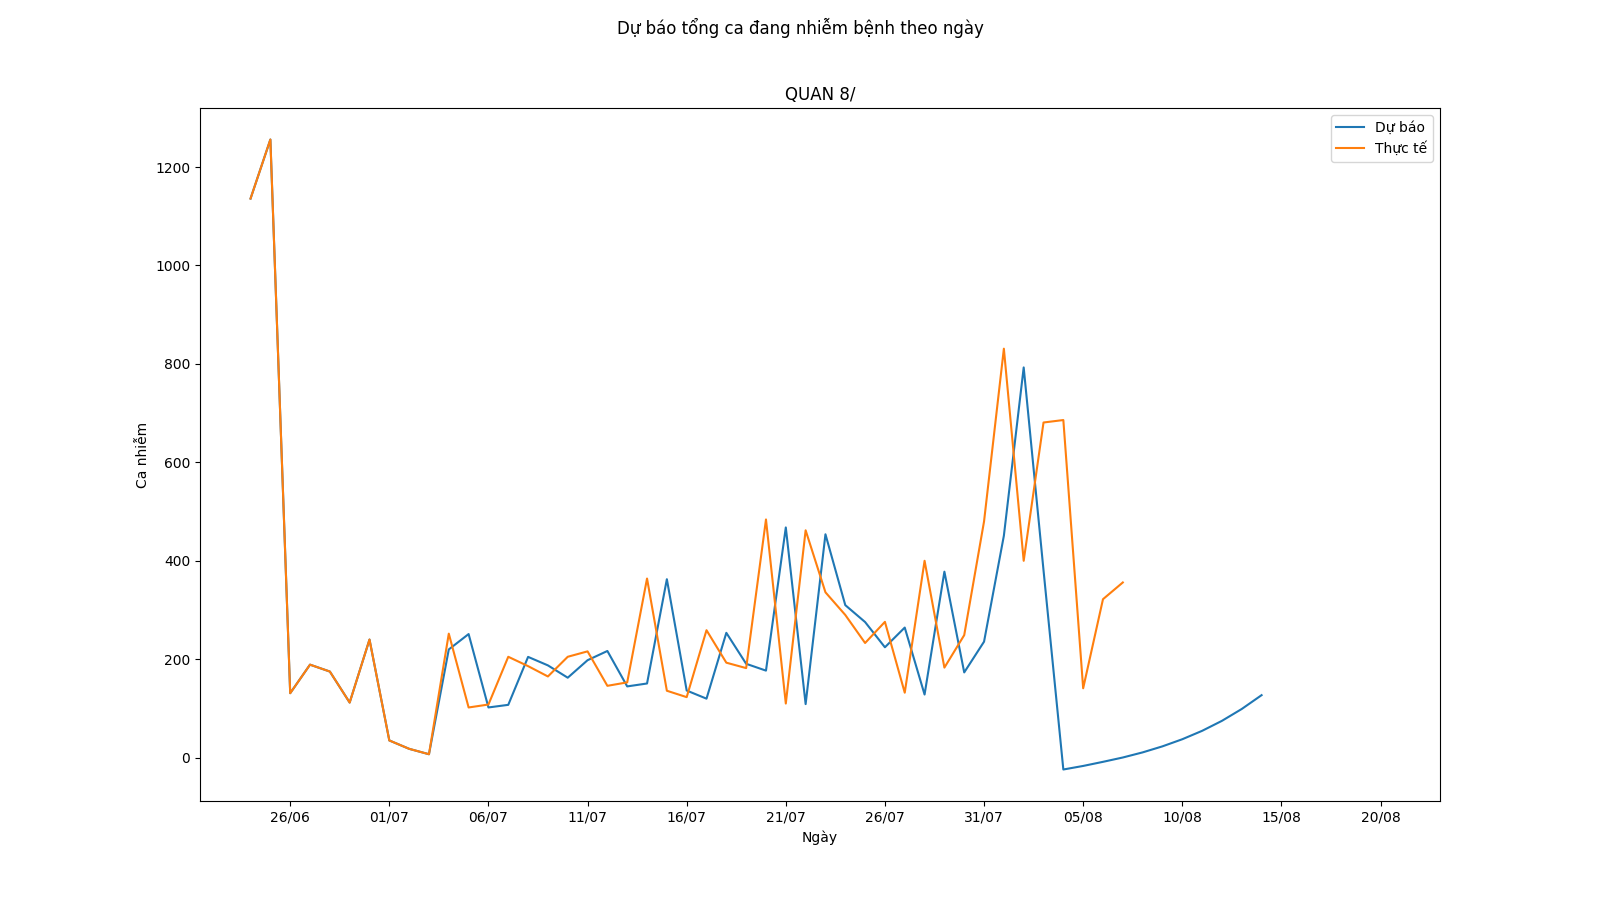 Dự báo tổng ca đang nhiễm bệnh theo ngày
QUAN 8/
Dự báo
Thực tế
1200
1000
800
600
400
200
0
Ca nhiễm
26/06 01/07 06/07 11/07 16/07 21/07 26/07 31/07 05/08 10/08 15/08 20/08
Ngày